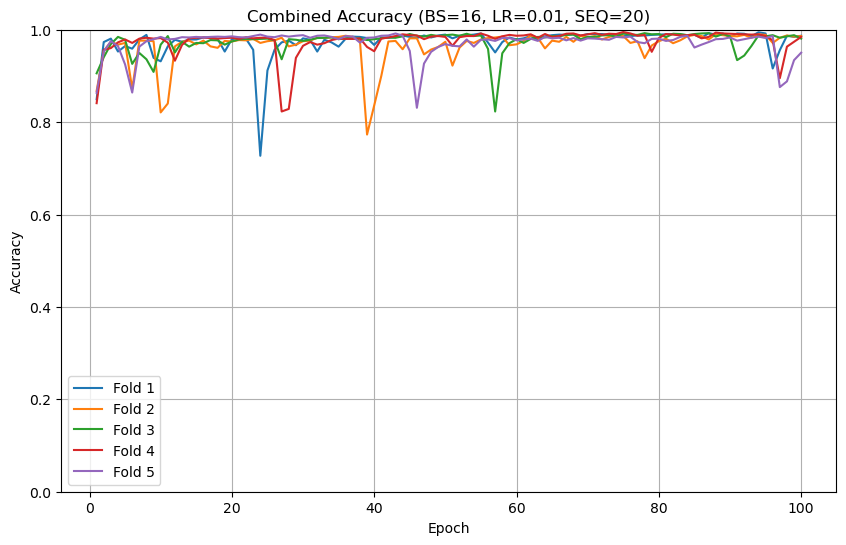 Combined Accuracy (BS=16, LR=0.01, SEQ=20)
1.0
0.8
0.6
0.4
0.2
0.0
Accuracy
Fold 1
Fold 2
Fold 3
Fold 4
Fold 5
0 20 40 60 80 100
Epoch